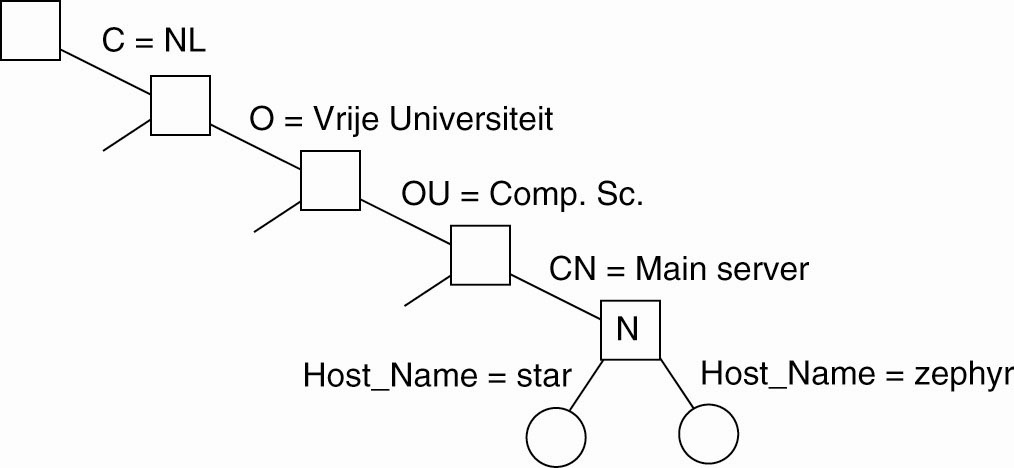 C = NL
O = Vrije Universiteit
OU = Comp. Sc.
CN = Main server
N
Host_Name = star
Host_Name = zephyr